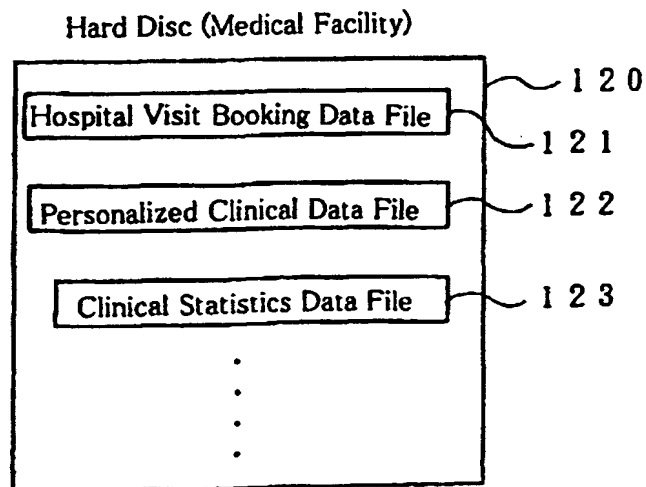 Hard Disc (Medical Facility)
120
Hospital Visit Booking Data File
121
Personalized Clinical Data File
122
Clinical Statistics Data File
123